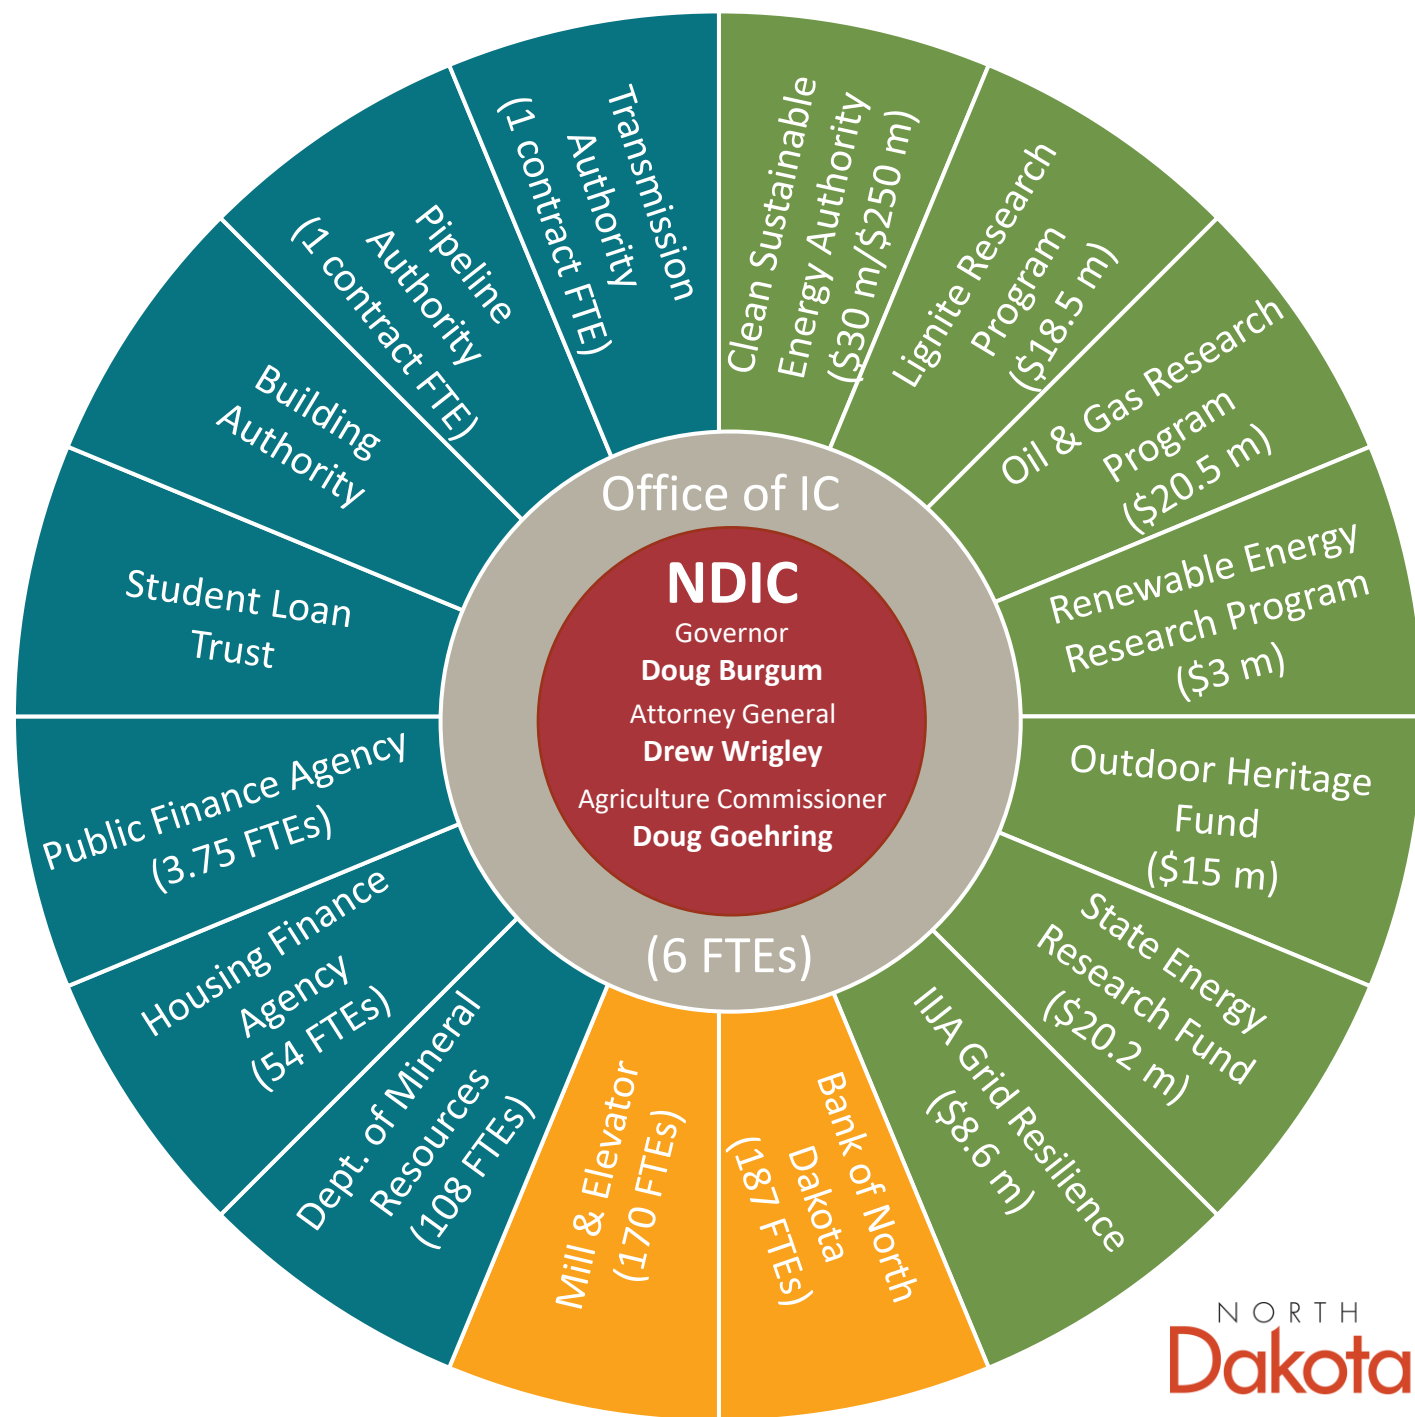 Office of IC
NDIC
Governor
Doug Burgum
Attorney General
Drew Wrigley
Agriculture Commissioner
Doug Goehring
(6 FTEs)
Clean Sustainable
Energy Authority
($30 m/$250 m)
Lignite Research
Program
($18.5 m)
Oil & Gas Research
Program
($20.5 m)
Renewable Energy
Research Program
($3 m)
Outdoor Heritage
Fund
($15 m)
State Energy
Research Fund
($20.2 m)
IIJA Grid Resilience
($8.6 m)
Bank of North
Dakota
(187 FTEs)
Mill & Elevator
(170 FTEs)
Dept. of Mineral
Resources
(108 FTEs)
Housing Finance
Agency
(54 FTEs)
Public Finance Agency
(3.75 FTEs)
Student Loan
Trust
Building
Authority
Pipeline
Authority
(1 contract FTE)
Transmission
Authority
(1 contract FTE)
NORTH
Dakota